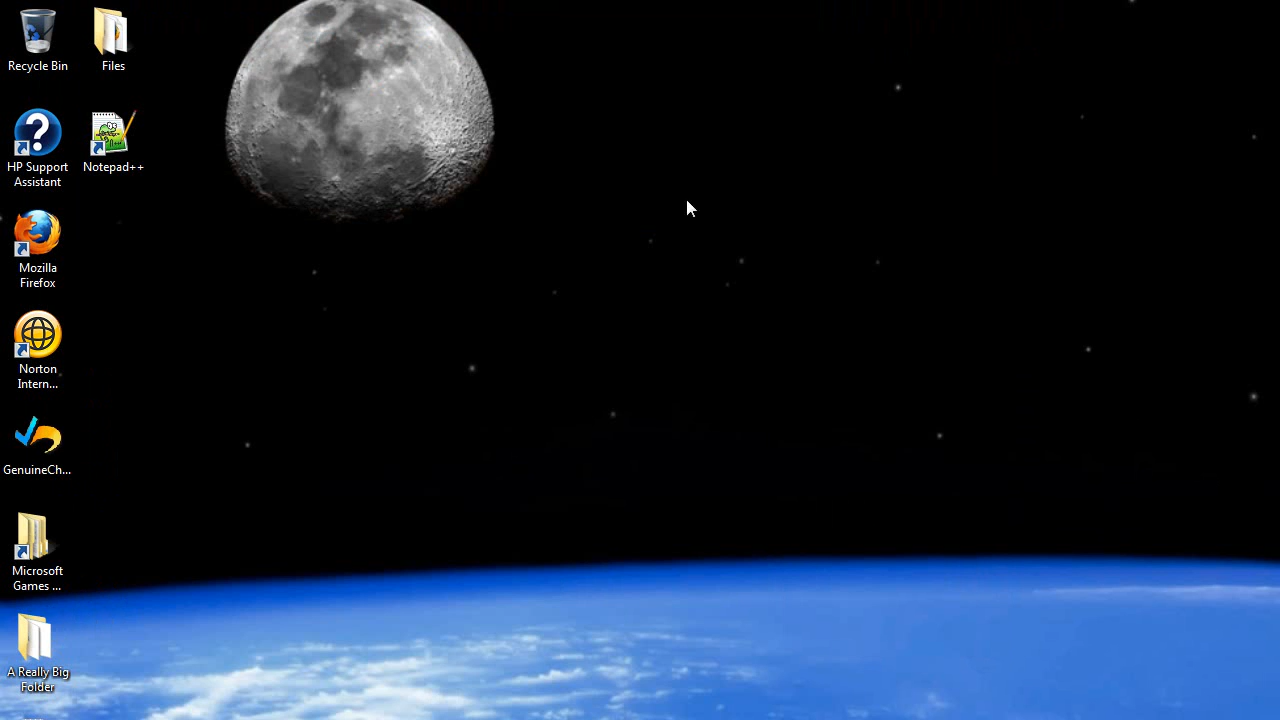 Recycle Bin
Files
HP Support
Assistant
Notepad++
Mozilla
Firefox
Norton
Intern...
GenuineCh...
Microsoft
Games ...
A Really Big
Folder